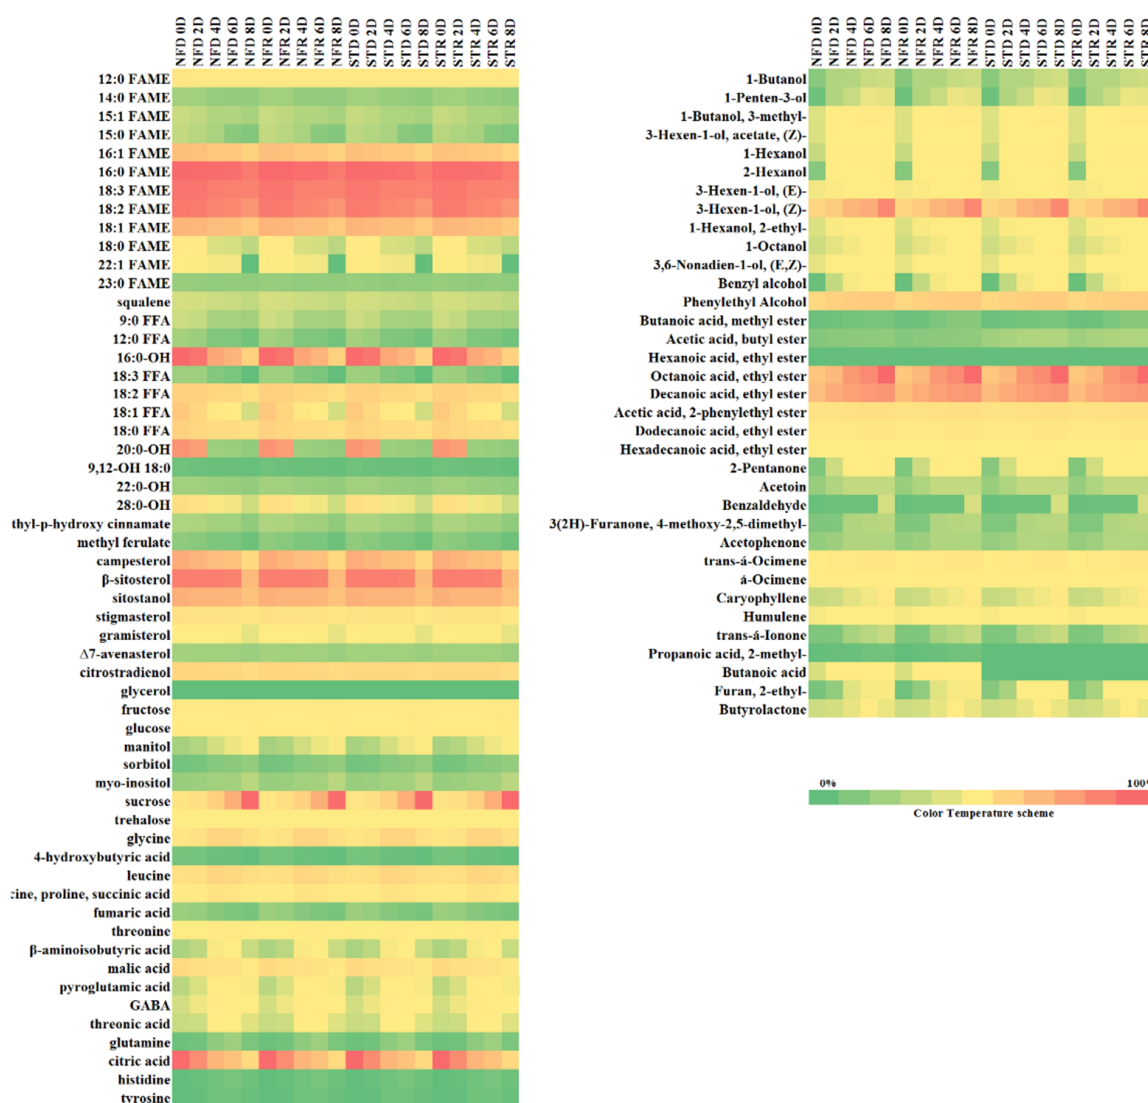 NFD 0D
NFD 2D
NFD 4D
NFD 6D
NFD 8D
NFR 0D
NFR 2D
NFR 4D
NFR 6D
NFR 8D
STD 0D
STD 2D
STD 4D
STD 6D
STD 8D
STR 0D
STR 2D
STR 4D
STR 6D
STR 8D
12:0 FAME
14:0 FAME
15:1 FAME
15:0 FAME
16:1 FAME
16:0 FAME
18:3 FAME
18:2 FAME
18:1 FAME
18:0 FAME
22:1 FAME
23:0 FAME
squalene
9:0 FFA
12:0 FFA
16:0-OH
18:3 FFA
18:2 FFA
18:1 FFA
18:0 FFA
20:0-OH
9,12-OH 18:0
22:0-OH
28:0-OH
thyl-p-hydroxy cinnamate
methyl ferulate
campesterol
β-sitosterol
sitostanol
stigmasterol
gramisterol
Δ7-avenasterol
citrostradienol
glycerol
fructose
glucose
manitol
sorbitol
myo-inositol
sucrose
trehalose
glycine
4-hydroxybutyric acid
leucine
cine, proline, succinic acid
fumaric acid
threonine
β-aminoisobutyric acid
malic acid
pyroglutamic acid
GABA
threonic acid
glutamine
citric acid
histidine
tyrosine
NFD 0D
NFD 2D
NFD 4D
NFD 6D
NFD 8D
NFR 0D
NFR 2D
NFR 4D
NFR 6D
NFR 8D
STD 0D
STD 2D
STD 4D
STD 6D
STD 8D
STR 0D
STR 2D
STR 4D
STR 6D
STR 8D
1-Butanol
1-Penten-3-ol
1-Butanol, 3-methyl-
3-Hexen-1-ol, acetate, (Z)-
1-Hexanol
2-Hexanol
3-Hexen-1-ol, (E)-
3-Hexen-1-ol, (Z)-
1-Hexanol, 2-ethyl-
1-Octanol
3,6-Nonadien-1-ol, (E,Z)-
Benzyl alcohol
Phenylethyl Alcohol
Butanoic acid, methyl ester
Acetic acid, butyl ester
Hexanoic acid, ethyl ester
Octanoic acid, ethyl ester
Decanoic acid, ethyl ester
Acetic acid, 2-phenylethyl ester
Dodecanoic acid, ethyl ester
Hexadecanoic acid, ethyl ester
2-Pentanone
Acetoin
Benzaldehyde
3(2H)-Furanone, 4-methoxy-2,5-dimethyl-
Acetophenone
trans-á-Ocimene
á-Ocimene
Caryophyllene
Humulene
trans-á-Ionone
Propanoic acid, 2-methyl-
Butanoic acid
Furan, 2-ethyl-
Butyrolactone
0% 100%
Color Temperature scheme